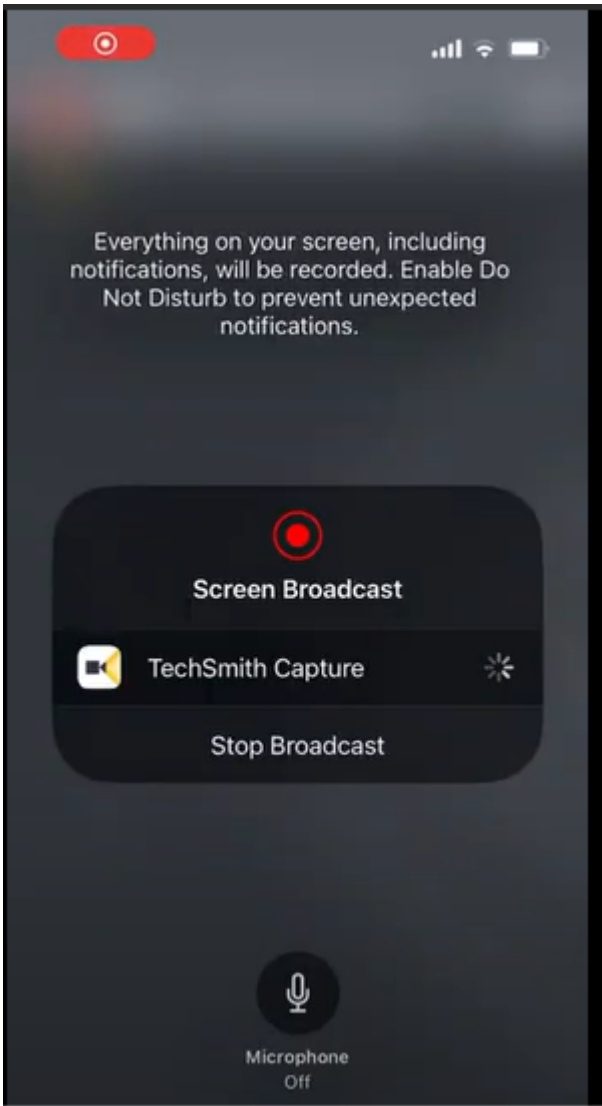 Everything on your screen, including
notifications, will be recorded. Enable Do
Not Disturb to prevent unexpected
notifications.
Screen Broadcast
TechSmith Capture
Stop Broadcast
Microphone
Off